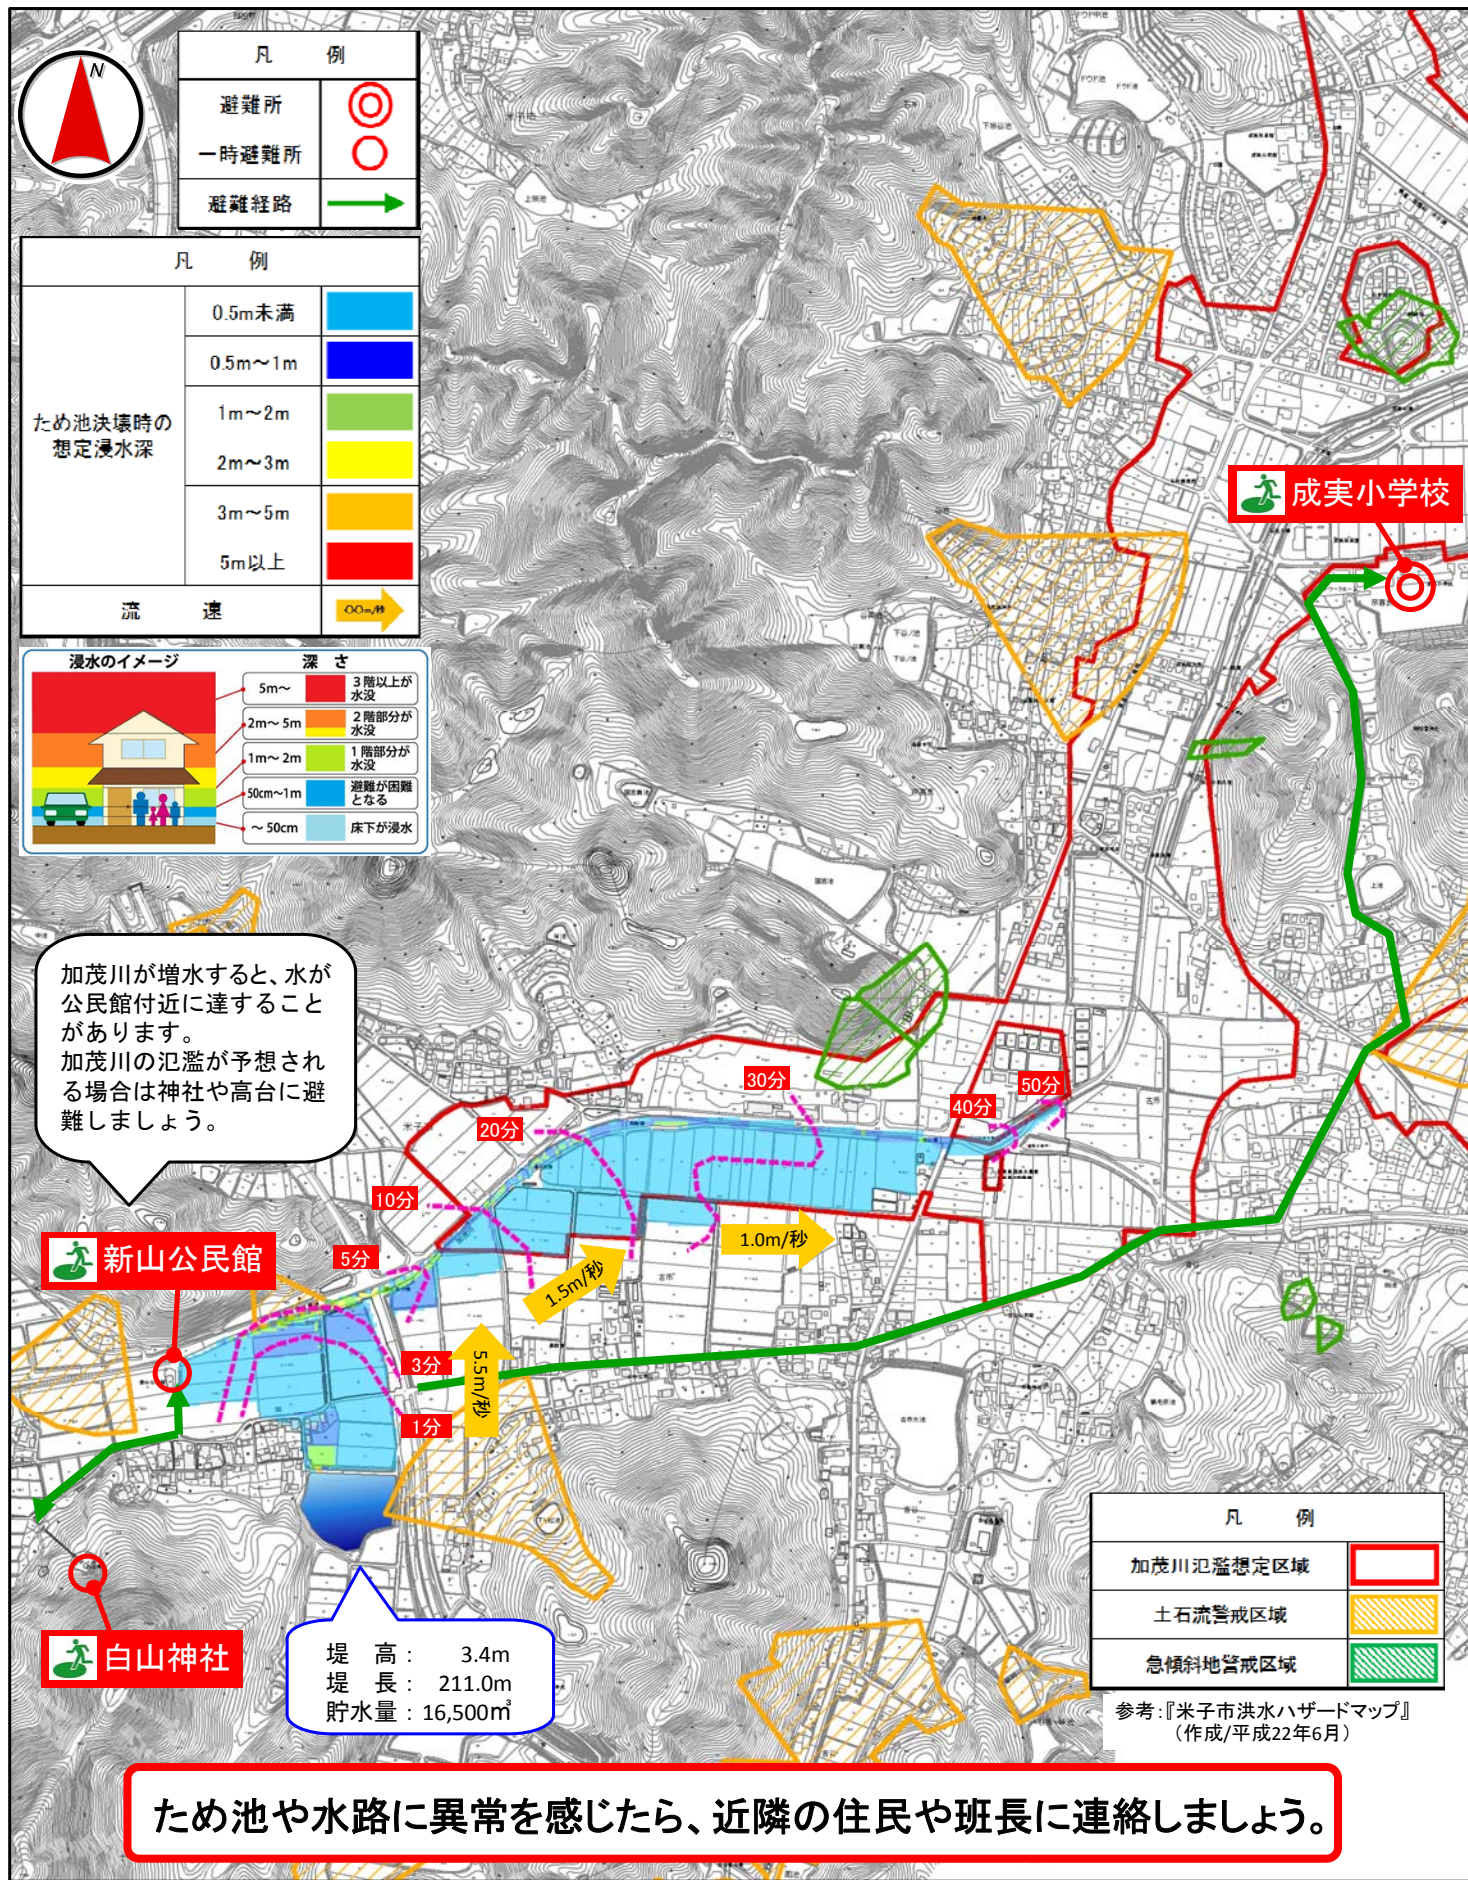 N
凡 例
避難所
一時避難所
避難経路
凡 例
ため池決壊時の
想定浸水深
0.5m未満
0.5m～1m
1m～2m
2m～3m
3m～5m
5m以上
流 速
〇〇m/秒
浸水のイメージ
深 さ
5m～
3階以上が
水没
2m～5m
2階部分が
水没
1m～2m
1階部分が
水没
50cm～1m
避難が困難
となる
～50cm
床下が浸水
成実小学校
加茂川が増水すると、水が
公民館付近に達すること
があります。
加茂川の氾濫が予想され
る場合は神社や高台に避
難しましょう。
新山公民館
白山神社
50分
40分
30分
20分
10分
5分
3分
1分
1.0m/秒
1.5m/秒
5.5m/秒
堤 高： 3.4m
堤 長： 211.0m
貯水量：16,500㎥
凡 例
加茂川氾濫想定区域
土石流警戒区域
急傾斜地警戒区域
参考：『米子市洪水ハザードマップ』
（作成/平成22年6月）
ため池や水路に異常を感じたら、近隣の住民や班長に連絡しましょう。